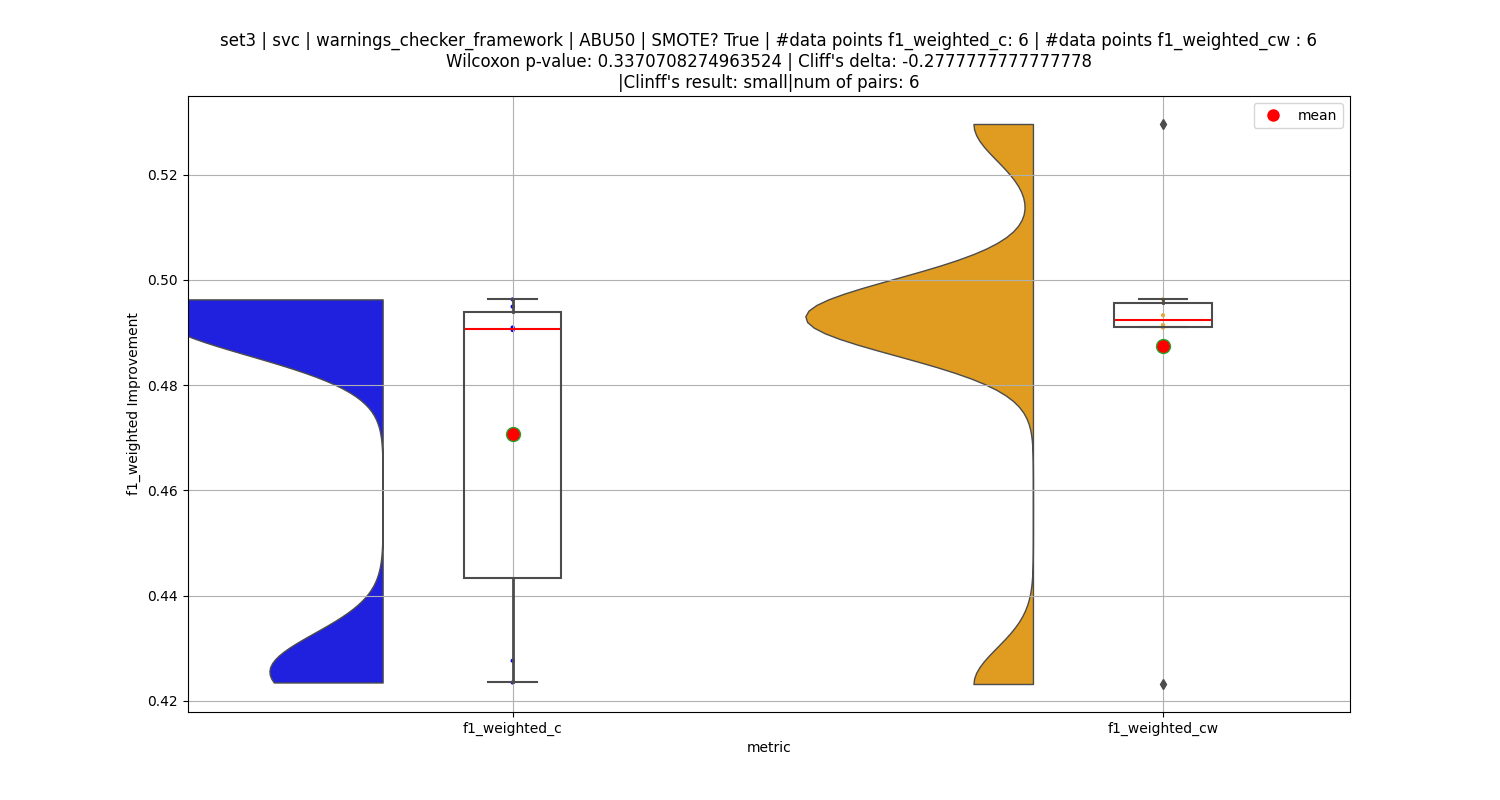 set3 | svc | warnings_checker_framework | ABU50 | SMOTE? True | #data points f1_weighted_c: 6 | #data points f1_weighted_cw : 6
Wilcoxon p-value: 0.3370708274963524 | Cliff's delta: -0.2777777777777778
|Clinff's result: small|num of pairs: 6
mean
0.52
0.50
0.48
0.46
0.44
0.42
f1_weighted Improvement
f1_weighted_c
f1_weighted_cw
metric